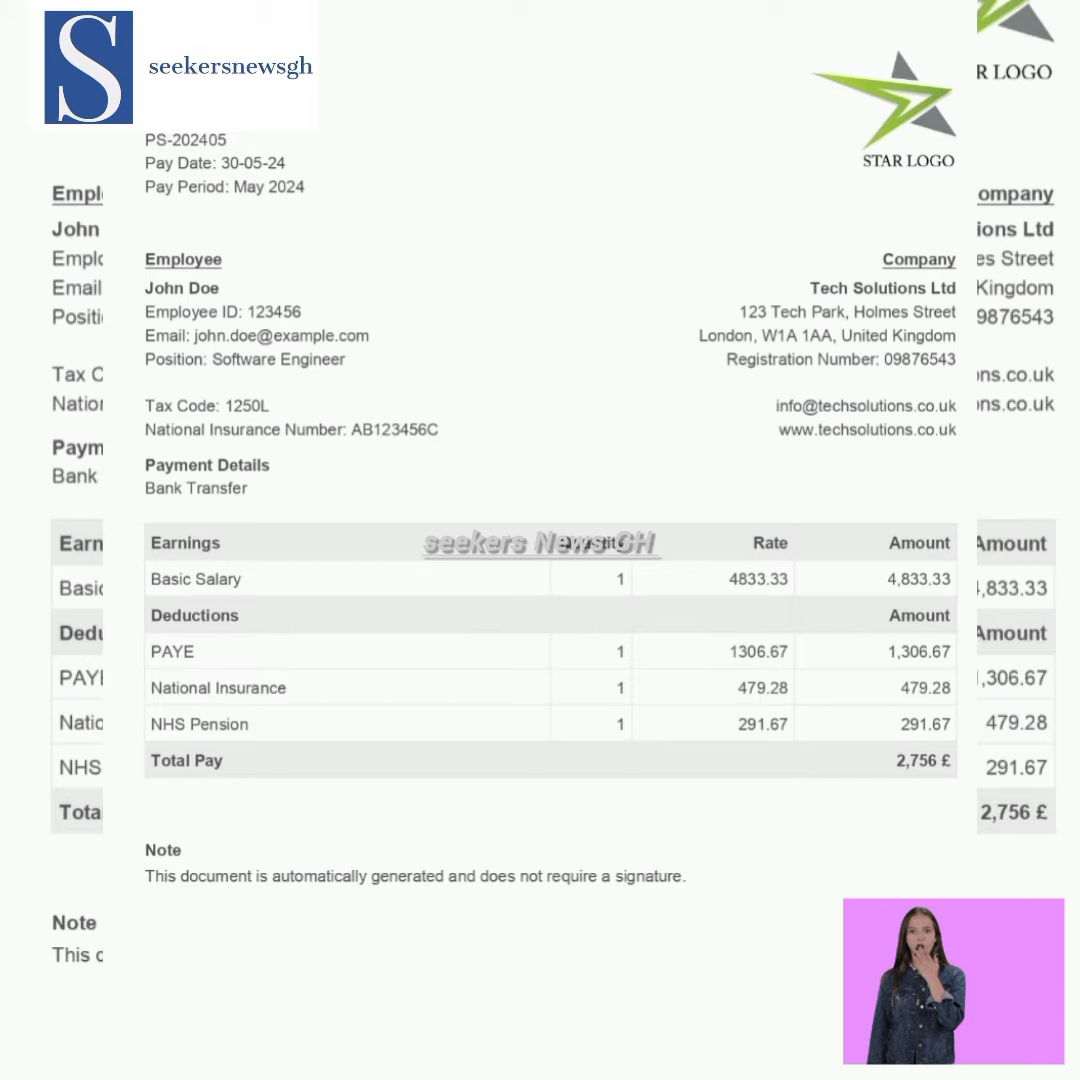 S seekersnewsgh
R LOGO
STAR LOGO
PS-202405
Pay Date: 30-05-24
Pay Period: May 2024
Employee Company
John Doe Tech Solutions Ltd
Employee ID: 123456 123 Tech Park, Holmes Street
Email: john.doe@example.com London, W1A 1AA, United Kingdom
Position: Software Engineer Registration Number: 09876543
Tax Code: 1250L info@techsolutions.co.uk
National Insurance Number: AB123456C www.techsolutions.co.uk
Payment Details
Bank Transfer
seekers News GH
Earnings Quantity Rate Amount
Basic Salary 1 4833.33 4,833.33
Deductions Amount
PAYE 1 1306.67 1,306.67
National Insurance 1 479.28 479.28
NHS Pension 1 291.67 291.67
Total Pay 2,756 £
Note
This document is automatically generated and does not require a signature.
Empl
John
Emplo
Email
Positi
Tax C
Nation
Paym
Bank
Earn
Basic
Dedu
PAYE
Natio
NHS
Tota
Note
This d
ompany
ions Ltd
es Street
Kingdom
9876543
ons.co.uk
ons.co.uk
Amount
4,833.33
Amount
1,306.67
479.28
291.67
2,756 £